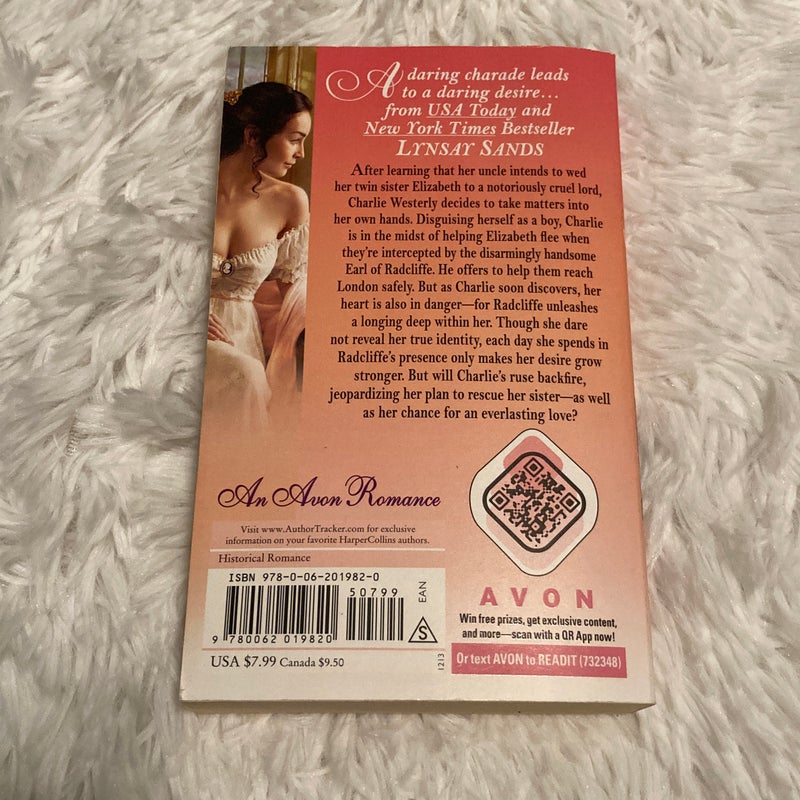 A daring charade leads
to a daring desire...
from USA Today and
New York Times Bestseller
LYNSAY SANDS
After learning that her uncle intends to wed
her twin sister Elizabeth to a notoriously cruel lord,
Charlie Westerly decides to take matters into
her own hands. Disguising herself as a boy, Charlie
is in the midst of helping Elizabeth flee when
they're intercepted by the disarmingly handsome
Earl of Radcliffe. He offers to help them reach
London safely. But as Charlie soon discovers, her
heart is also in danger—for Radcliffe unleashes
a longing deep within her. Though she dare
not reveal her true identity, each day she spends in
Radcliffe's presence only makes her desire grow
stronger. But will Charlie's ruse backfire,
jeopardizing her plan to rescue her sister—as well
as her chance for an everlasting love?
An Avon Romance
Visit www.AuthorTracker.com for exclusive
information on your favorite HarperCollins authors.
Historical Romance
ISBN 978-0-06-201982-0
50799
EAN
9 780062 019820
S
USA $7.99 Canada $9.50
1213
AVON
Win free prizes, get exclusive content,
and more—scan with a QR App now!
Or text AVON to READIT (732348)